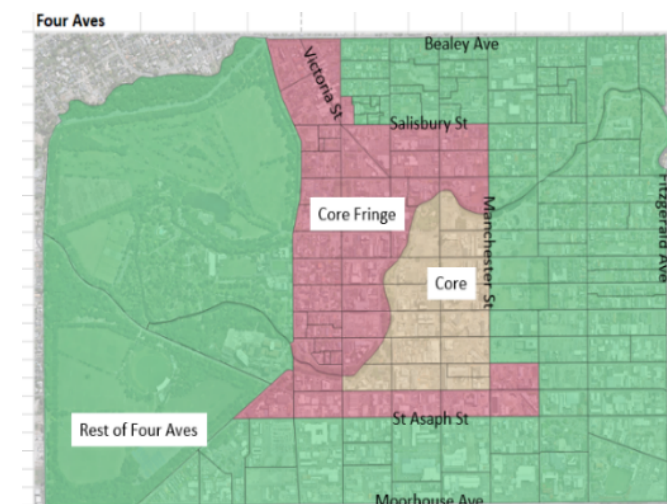 Four Aves
Bealey Ave
Victoria St
Salisbury St
Core Fringe
Manchester St
Fitzgerald Ave
Core
Rest of Four Aves
St Asaph St
Moorhouse Ave